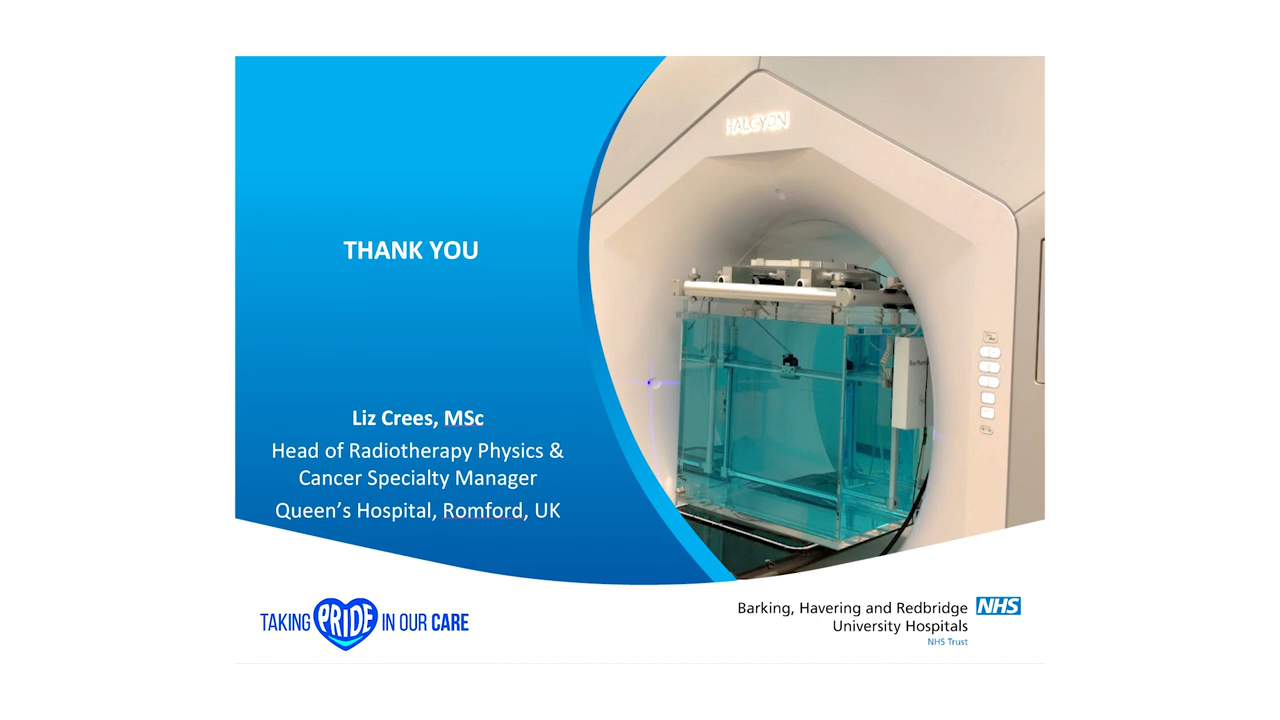 HALCYON
THANK YOU
Liz Crees, MSc
Head of Radiotherapy Physics &
Cancer Specialty Manager
Queen's Hospital, Romford, UK
TAKING PRIDE IN OUR CARE
Barking, Havering and Redbridge NHS
University Hospitals
NHS Trust